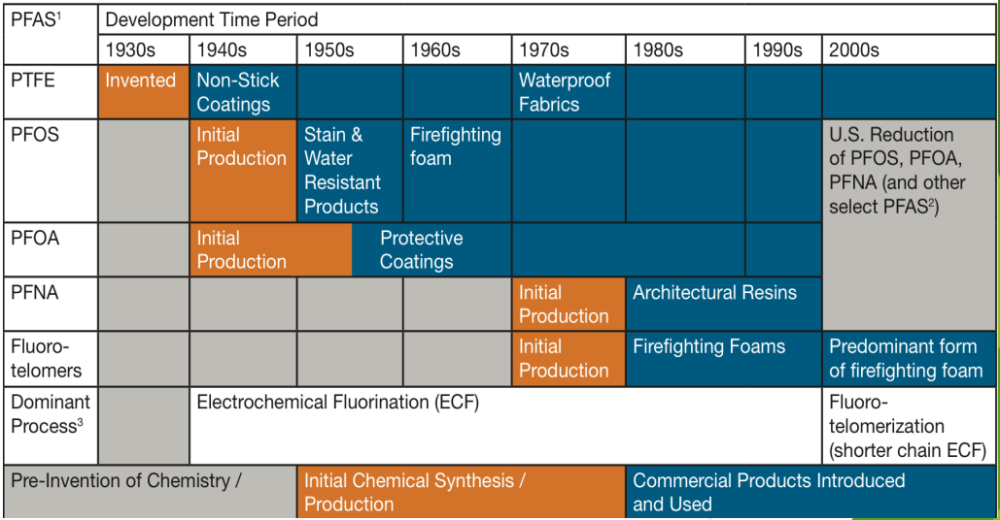 PFAS¹ Development Time Period
1930s 1940s 1950s 1960s 1970s 1980s 1990s 2000s
PTFE
Invented
Non-Stick
Coatings
Waterproof
Fabrics
PFOS
Initial
Production
Stain &
Water
Resistant
Products
Firefighting
foam
U.S. Reduction
of PFOS, PFOA,
PFNA (and other
select PFAS²)
PFOA
Initial
Production
Protective
Coatings
PFNA
Initial
Production
Architectural Resins
Fluoro-
telomers
Initial
Production
Firefighting Foams
Predominant form
of firefighting foam
Dominant
Process³
Electrochemical Fluorination (ECF)
Fluoro-
telomerization
(shorter chain ECF)
Pre-Invention of Chemistry /
Initial Chemical Synthesis /
Production
Commercial Products Introduced
and Used